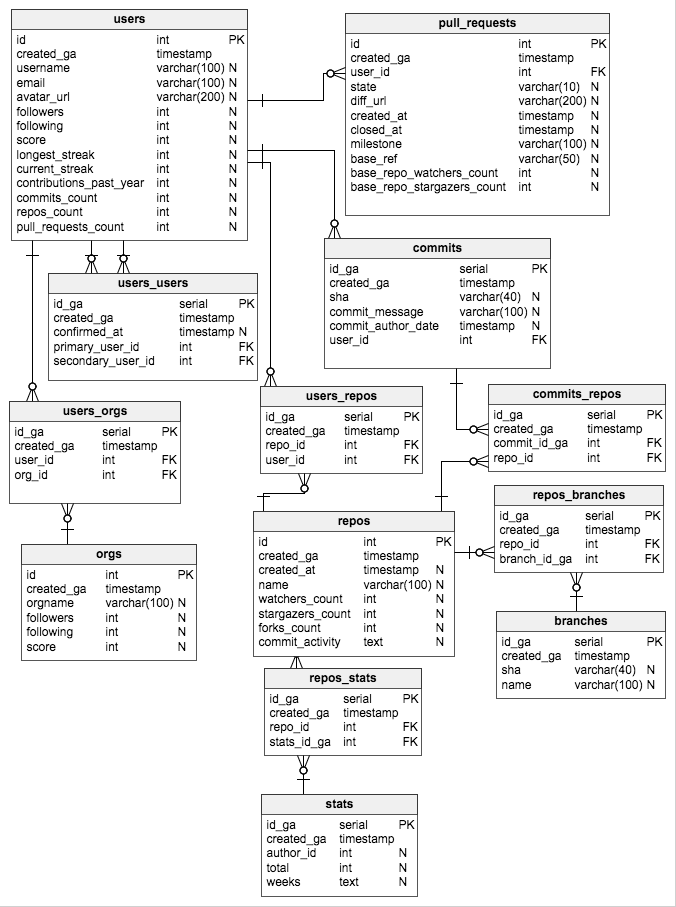 users
id int PK
created_ga timestamp
username varchar(100) N
email varchar(100) N
avatar_url varchar(200) N
followers int N
following int N
score int N
longest_streak int N
current_streak int N
contributions_past_year int N
commits_count int N
repos_count int N
pull_requests_count int N
pull_requests
id int PK
created_ga timestamp
user_id int FK
state varchar(10) N
diff_url varchar(200) N
created_at timestamp N
closed_at timestamp N
milestone varchar(100) N
base_ref varchar(50) N
base_repo_watchers_count int N
base_repo_stargazers_count int N
users_users
id_ga serial PK
created_ga timestamp
confirmed_at timestamp N
primary_user_id int FK
secondary_user_id int FK
commits
id_ga serial PK
created_ga timestamp
sha varchar(40) N
commit_message varchar(100) N
commit_author_date timestamp N
user_id int FK
users_orgs
id_ga serial PK
created_ga timestamp
user_id int FK
org_id int FK
users_repos
id_ga serial PK
created_ga timestamp
repo_id int FK
user_id int FK
commits_repos
id_ga serial PK
created_ga timestamp
commit_id_ga int FK
repo_id int FK
orgs
id int PK
created_ga timestamp
orgname varchar(100) N
followers int N
following int N
score int N
repos
id int PK
created_ga timestamp
created_at timestamp N
name varchar(100) N
watchers_count int N
stargazers_count int N
forks_count int N
commit_activity text N
repos_branches
id_ga serial PK
created_ga timestamp
repo_id int FK
branch_id_ga int FK
branches
id_ga serial PK
created_ga timestamp
sha varchar(40) N
name varchar(100) N
repos_stats
id_ga serial PK
created_ga timestamp
repo_id int FK
stats_id_ga int FK
stats
id_ga serial PK
created_ga timestamp
author_id int N
total int N
weeks text N